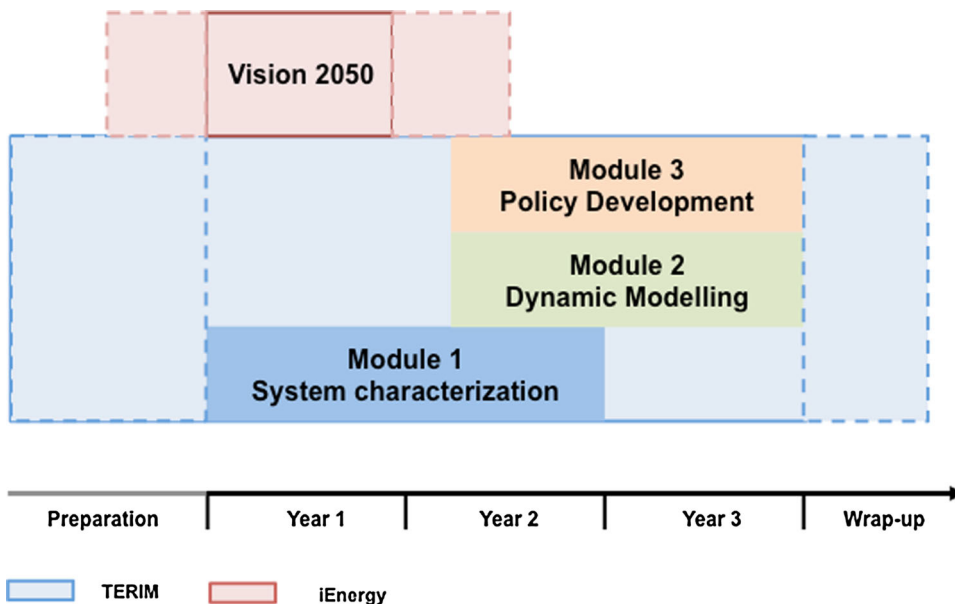 Vision 2050
Module 3
Policy Development
Module 2
Dynamic Modelling
Module 1
System characterization
Preparation
Year 1
Year 2
Year 3
Wrap-up
TERIM
iEnergy